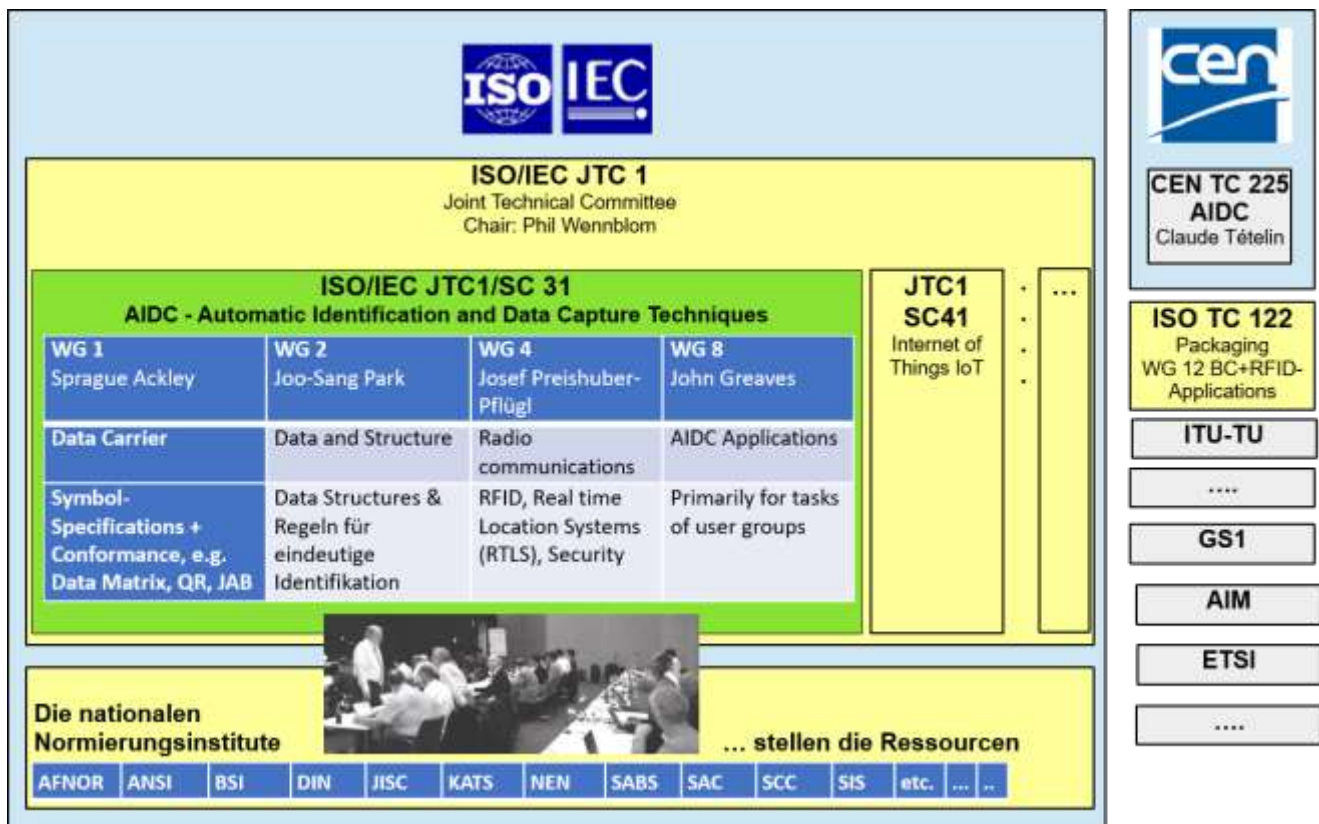 ISO IEC
ISO/IEC JTC 1
Joint Technical Committee
Chair: Phil Wennblom
ISO/IEC JTC1/SC 31
AIDC - Automatic Identification and Data Capture Techniques
WG 1
Sprague Ackley
WG 2
Joo-Sang Park
WG 4
Josef Preishuber-
Pflügl
WG 8
John Greaves
Data Carrier
Data and Structure
Radio
communications
AIDC Applications
Symbol-
Specifications +
Conformance, e.g.
Data Matrix, QR, JAB
Data Structures &
Regeln für
eindeutige
Identifikation
RFID, Real time
Location Systems
(RTLS), Security
Primarily for tasks
of user groups
JTC1
SC41
Internet of
Things IoT
.
.
.
.
...
Die nationalen
Normierungsinstitute
... stellen die Ressourcen
AFNOR ANSI BSI DIN JISC KATS NEN SABS SAC SCC SIS etc. ... ..
cen
CEN TC 225
AIDC
Claude Tételin
ISO TC 122
Packaging
WG 12 BC+RFID-
Applications
ITU-TU
....
GS1
AIM
ETSI
....